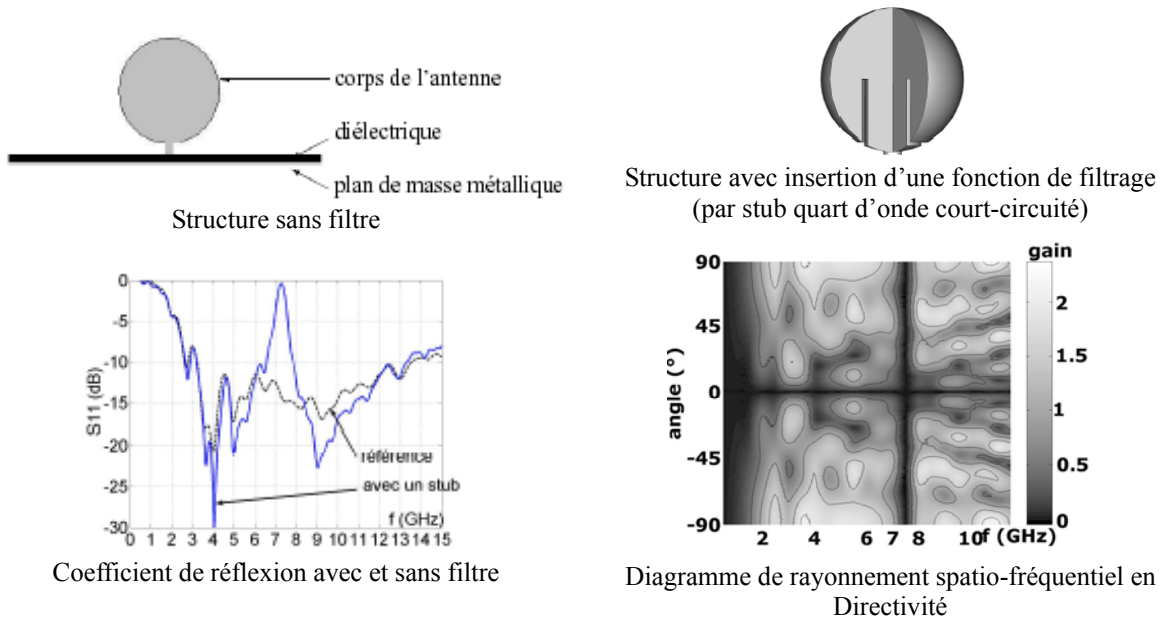 corps de l'antenne
diélectrique
plan de masse métallique
Structure sans filtre
Structure avec insertion d'une fonction de filtrage
(par stub quart d'onde court-circuité)
0
-5
-10
-15
-20
-25
-30
S11 (dB)
référence
avec un stub
f (GHz)
0 1 2 3 4 5 6 7 8 9 10 11 12 13 14 15
Coefficient de réflexion avec et sans filtre
gain
90
45
0
-45
-90
angle (°)
2 4 6 7 8 10 f (GHz)
2
1.5
1
0.5
0
Diagramme de rayonnement spatio-fréquentiel en
Directivité